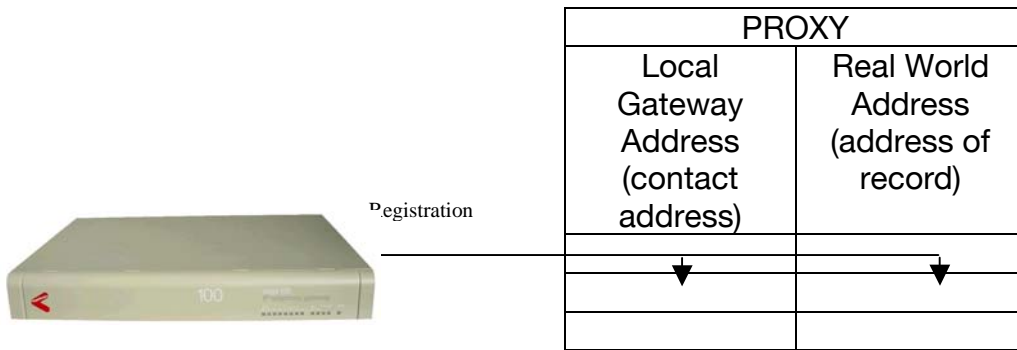 PROXY
Local
Gateway
Address
(contact
address)
Real World
Address
(address of
record)
Registration
100